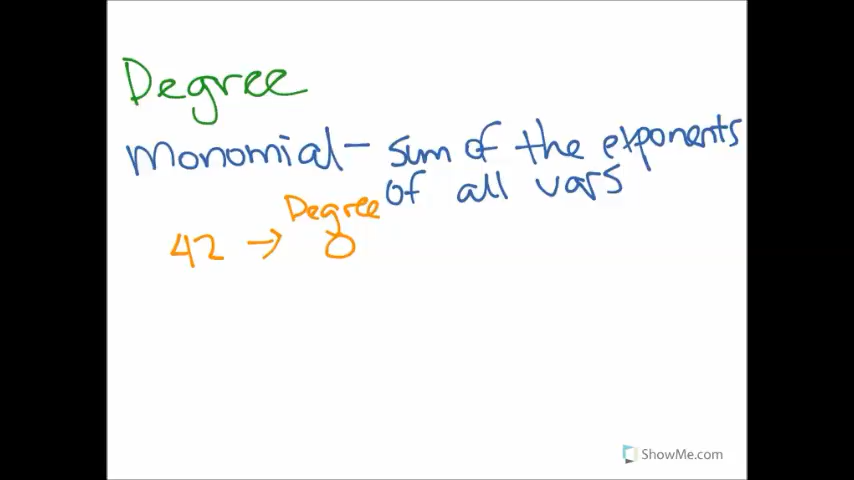 Degree
Monomial - sum of the exponents
of all vars
Degree
42 → 0
ShowMe.com